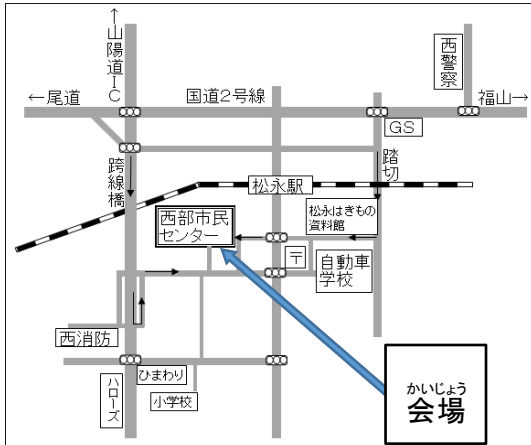 ←山陽道IC
西警察
←尾道
国道2号線
福山→
GS
跨線橋
踏切
松永駅
松永はきもの
資料館
西部市民
センター
〒
自動車
学校
西消防
ひまわり
ハローズ
小学校
かいじょう
会場